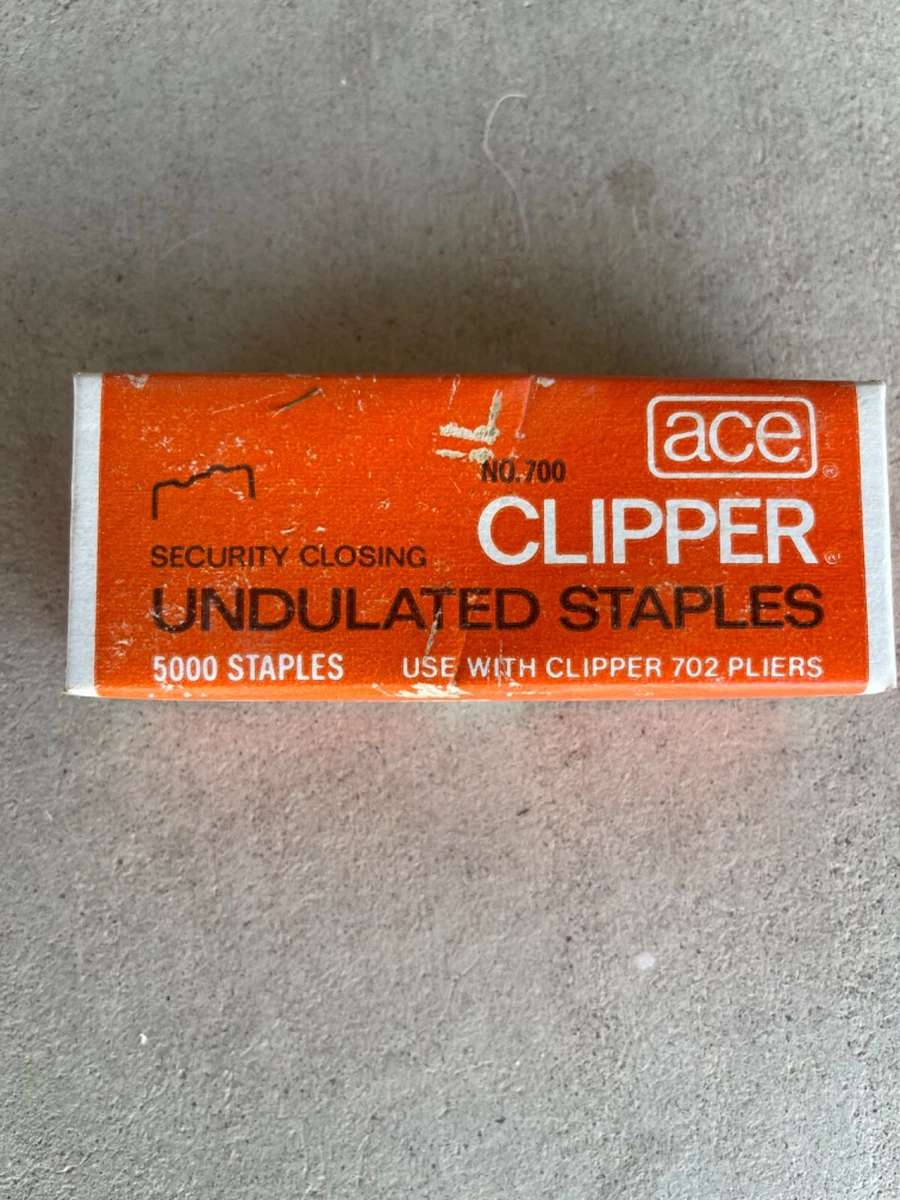 ace®
NO.700
CLIPPER®
SECURITY CLOSING
UNDULATED STAPLES
5000 STAPLES USE WITH CLIPPER 702 PLIERS